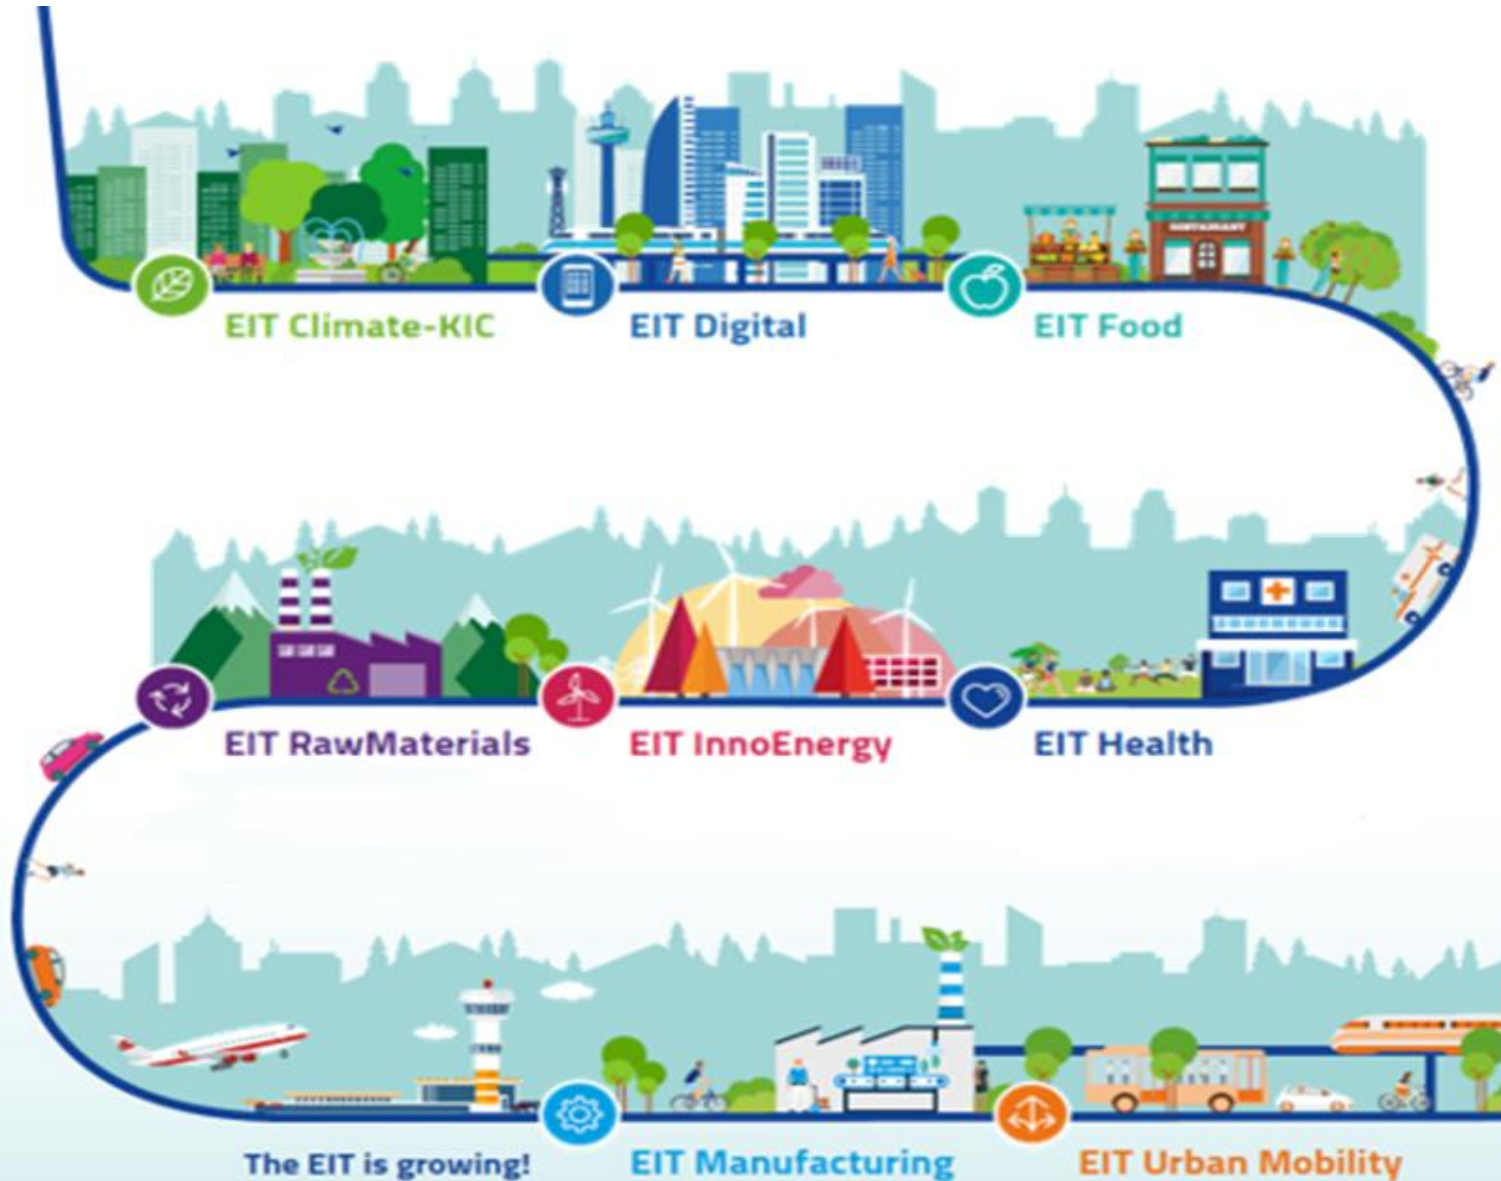 EIT Climate-KIC
EIT Digital
EIT Food
RESTAURANT
EIT RawMaterials
EIT InnoEnergy
EIT Health
The EIT is growing!
EIT Manufacturing
EIT Urban Mobility